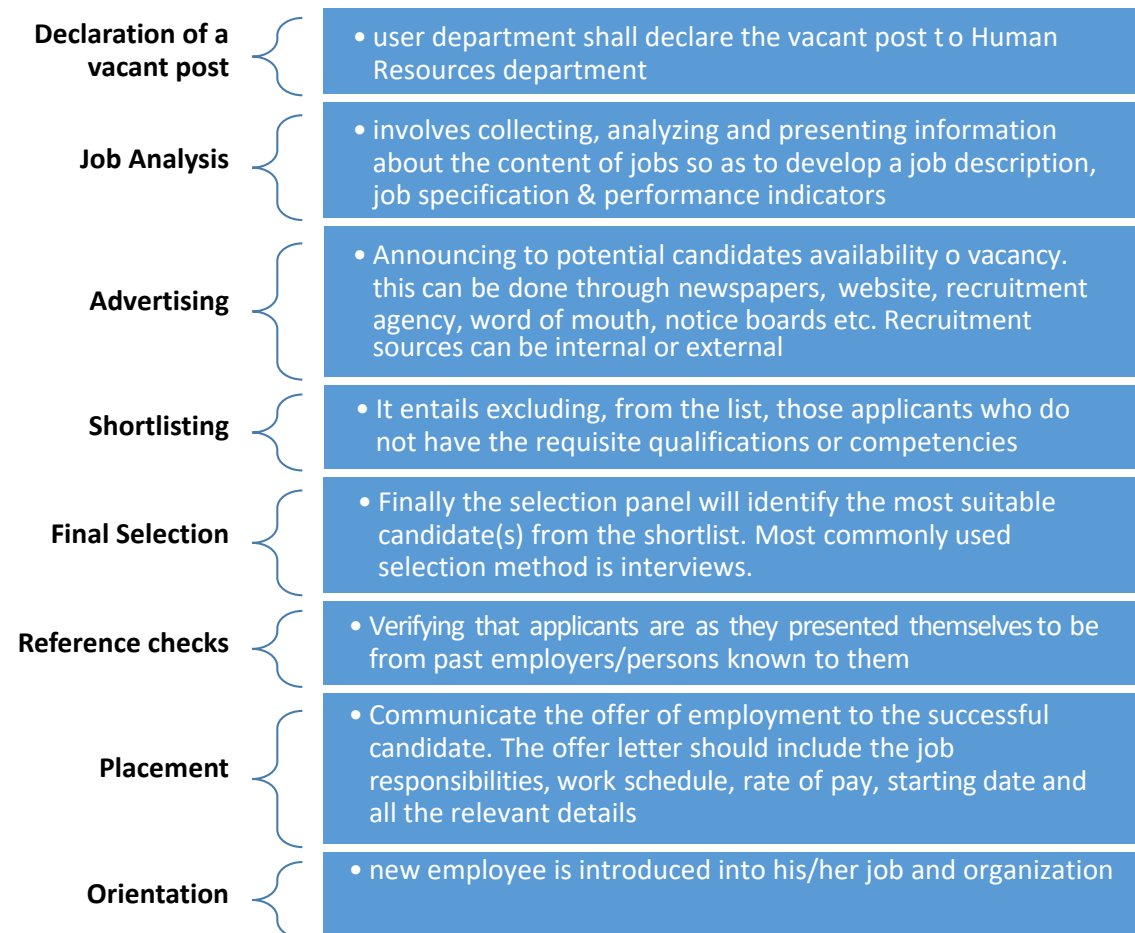 Declaration of a
vacant post
• user department shall declare the vacant post t o Human
Resources department
Job Analysis
• involves collecting, analyzing and presenting information
about the content of jobs so as to develop a job description,
job specification & performance indicators
Advertising
• Announcing to potential candidates availability o vacancy.
this can be done through newspapers, website, recruitment
agency, word of mouth, notice boards etc. Recruitment
sources can be internal or external
Shortlisting
• It entails excluding, from the list, those applicants who do
not have the requisite qualifications or competencies
Final Selection
• Finally the selection panel will identify the most suitable
candidate(s) from the shortlist. Most commonly used
selection method is interviews.
Reference checks
• Verifying that applicants are as they presented themselves to be
from past employers/persons known to them
Placement
• Communicate the offer of employment to the successful
candidate. The offer letter should include the job
responsibilities, work schedule, rate of pay, starting date and
all the relevant details
Orientation
• new employee is introduced into his/her job and organization